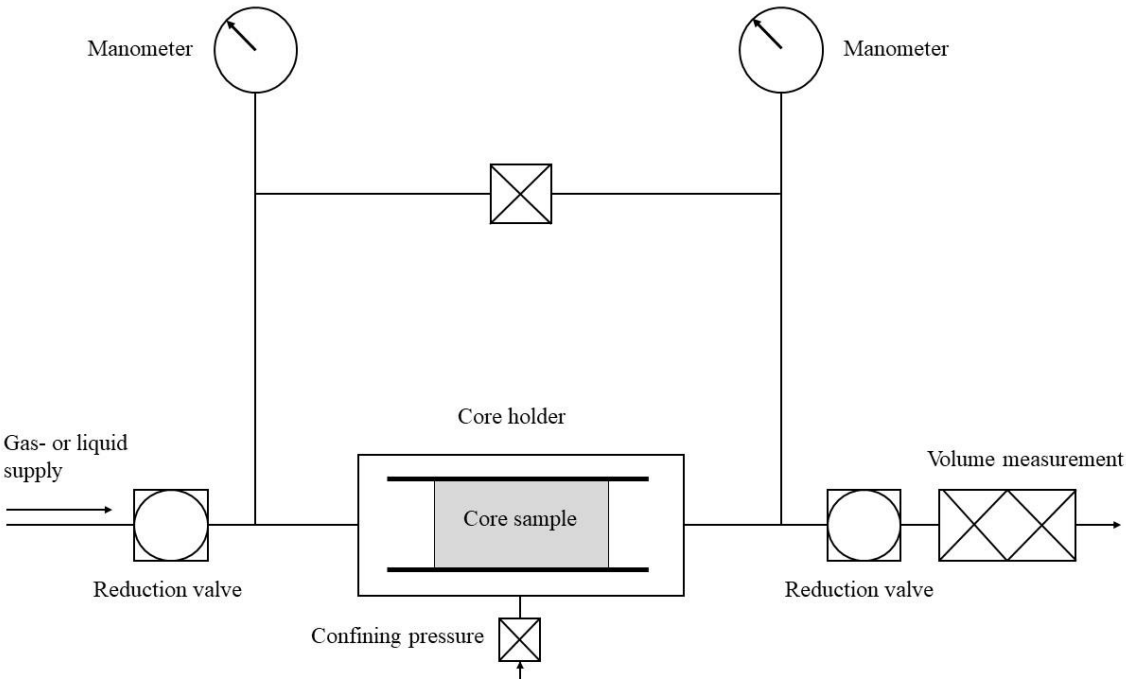 Manometer
Manometer
Core holder
Gas- or liquid
supply
Volume measurement
Core sample
Reduction valve
Reduction valve
Confining pressure